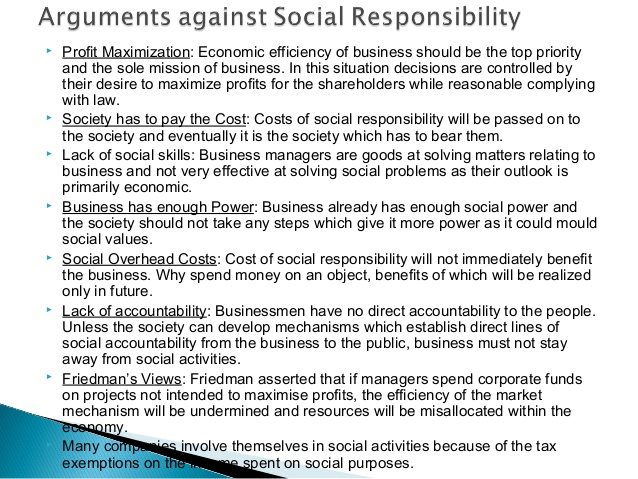 Arguments against Social Responsibility
Profit Maximization: Economic efficiency of business should be the top priority
and the sole mission of business. In this situation decisions are controlled by
their desire to maximize profits for the shareholders while reasonable complying
with law.
Society has to pay the Cost: Costs of social responsibility will be passed on to
the society and eventually it is the society which has to bear them.
Lack of social skills: Business managers are goods at solving matters relating to
business and not very effective at solving social problems as their outlook is
primarily economic.
Business has enough Power: Business already has enough social power and
the society should not take any steps which give it more power as it could mould
social values.
Social Overhead Costs: Cost of social responsibility will not immediately benefit
the business. Why spend money on an object, benefits of which will be realized
only in future.
Lack of accountability: Businessmen have no direct accountability to the people.
Unless the society can develop mechanisms which establish direct lines of
social accountability from the business to the public, business must not stay
away from social activities.
Friedman’s Views: Friedman asserted that if managers spend corporate funds
on projects not intended to maximise profits, the efficiency of the market
mechanism will be undermined and resources will be misallocated within the
economy.
Many companies involve themselves in social activities because of the tax
exemptions on the income spent on social purposes.